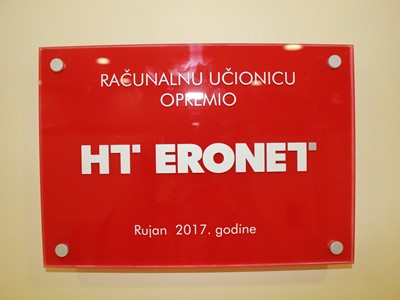 RAČUNALNU UČIONICU
OPREMIO
HT ERONET
Rujan 2017. godine